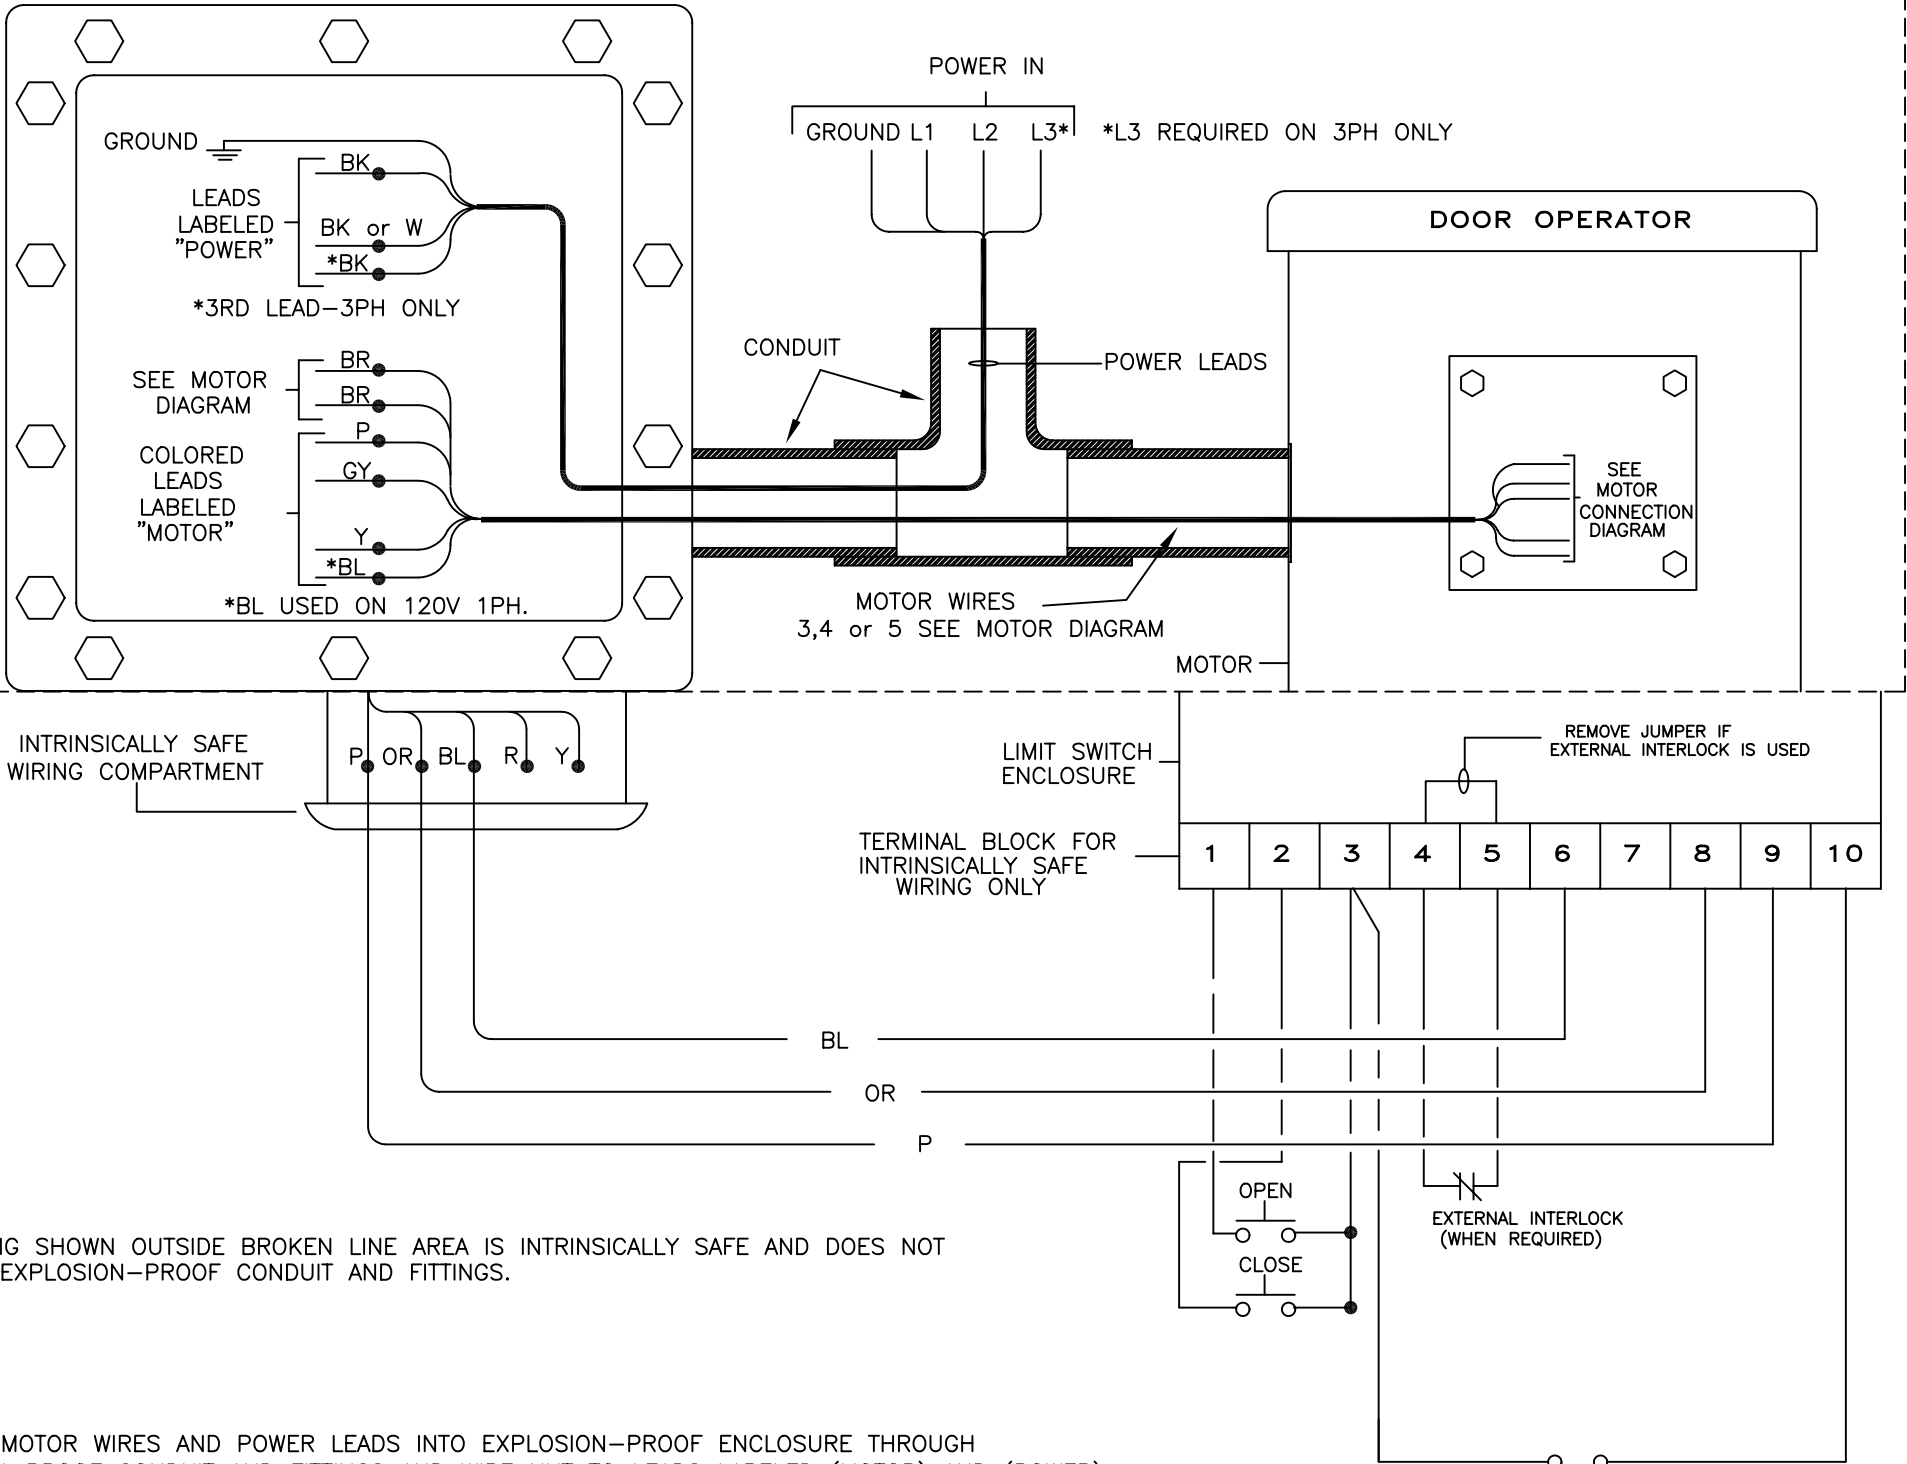 POWER IN
GROUND L1 L2 L3* *L3 REQUIRED ON 3PH ONLY
GROUND
BK
LEADS
LABELED
"POWER"
BK or W
*BK
*3RD LEAD-3PH ONLY
SEE MOTOR
DIAGRAM
BR
BR
COLORED
LEADS
LABELED
"MOTOR"
P
GY
Y
*BL
*BL USED ON 120V 1PH.
CONDUIT
POWER LEADS
MOTOR WIRES
3,4 or 5 SEE MOTOR DIAGRAM
DOOR OPERATOR
SEE
MOTOR
CONNECTION
DIAGRAM
MOTOR
INTRINSICALLY SAFE
WIRING COMPARTMENT
P OR BL R Y
LIMIT SWITCH
ENCLOSURE
REMOVE JUMPER IF
EXTERNAL INTERLOCK IS USED
TERMINAL BLOCK FOR
INTRINSICALLY SAFE
WIRING ONLY
1 2 3 4 5 6 7 8 9 10
BL
OR
P
OPEN
CLOSE
EXTERNAL INTERLOCK
(WHEN REQUIRED)
SHOWN OUTSIDE BROKEN LINE AREA IS INTRINSICALLY SAFE AND DOES NOT
EXPLOSION-PROOF CONDUIT AND FITTINGS.
MOTOR WIRES AND POWER LEADS INTO EXPLOSION-PROOF ENCLOSURE THROUGH